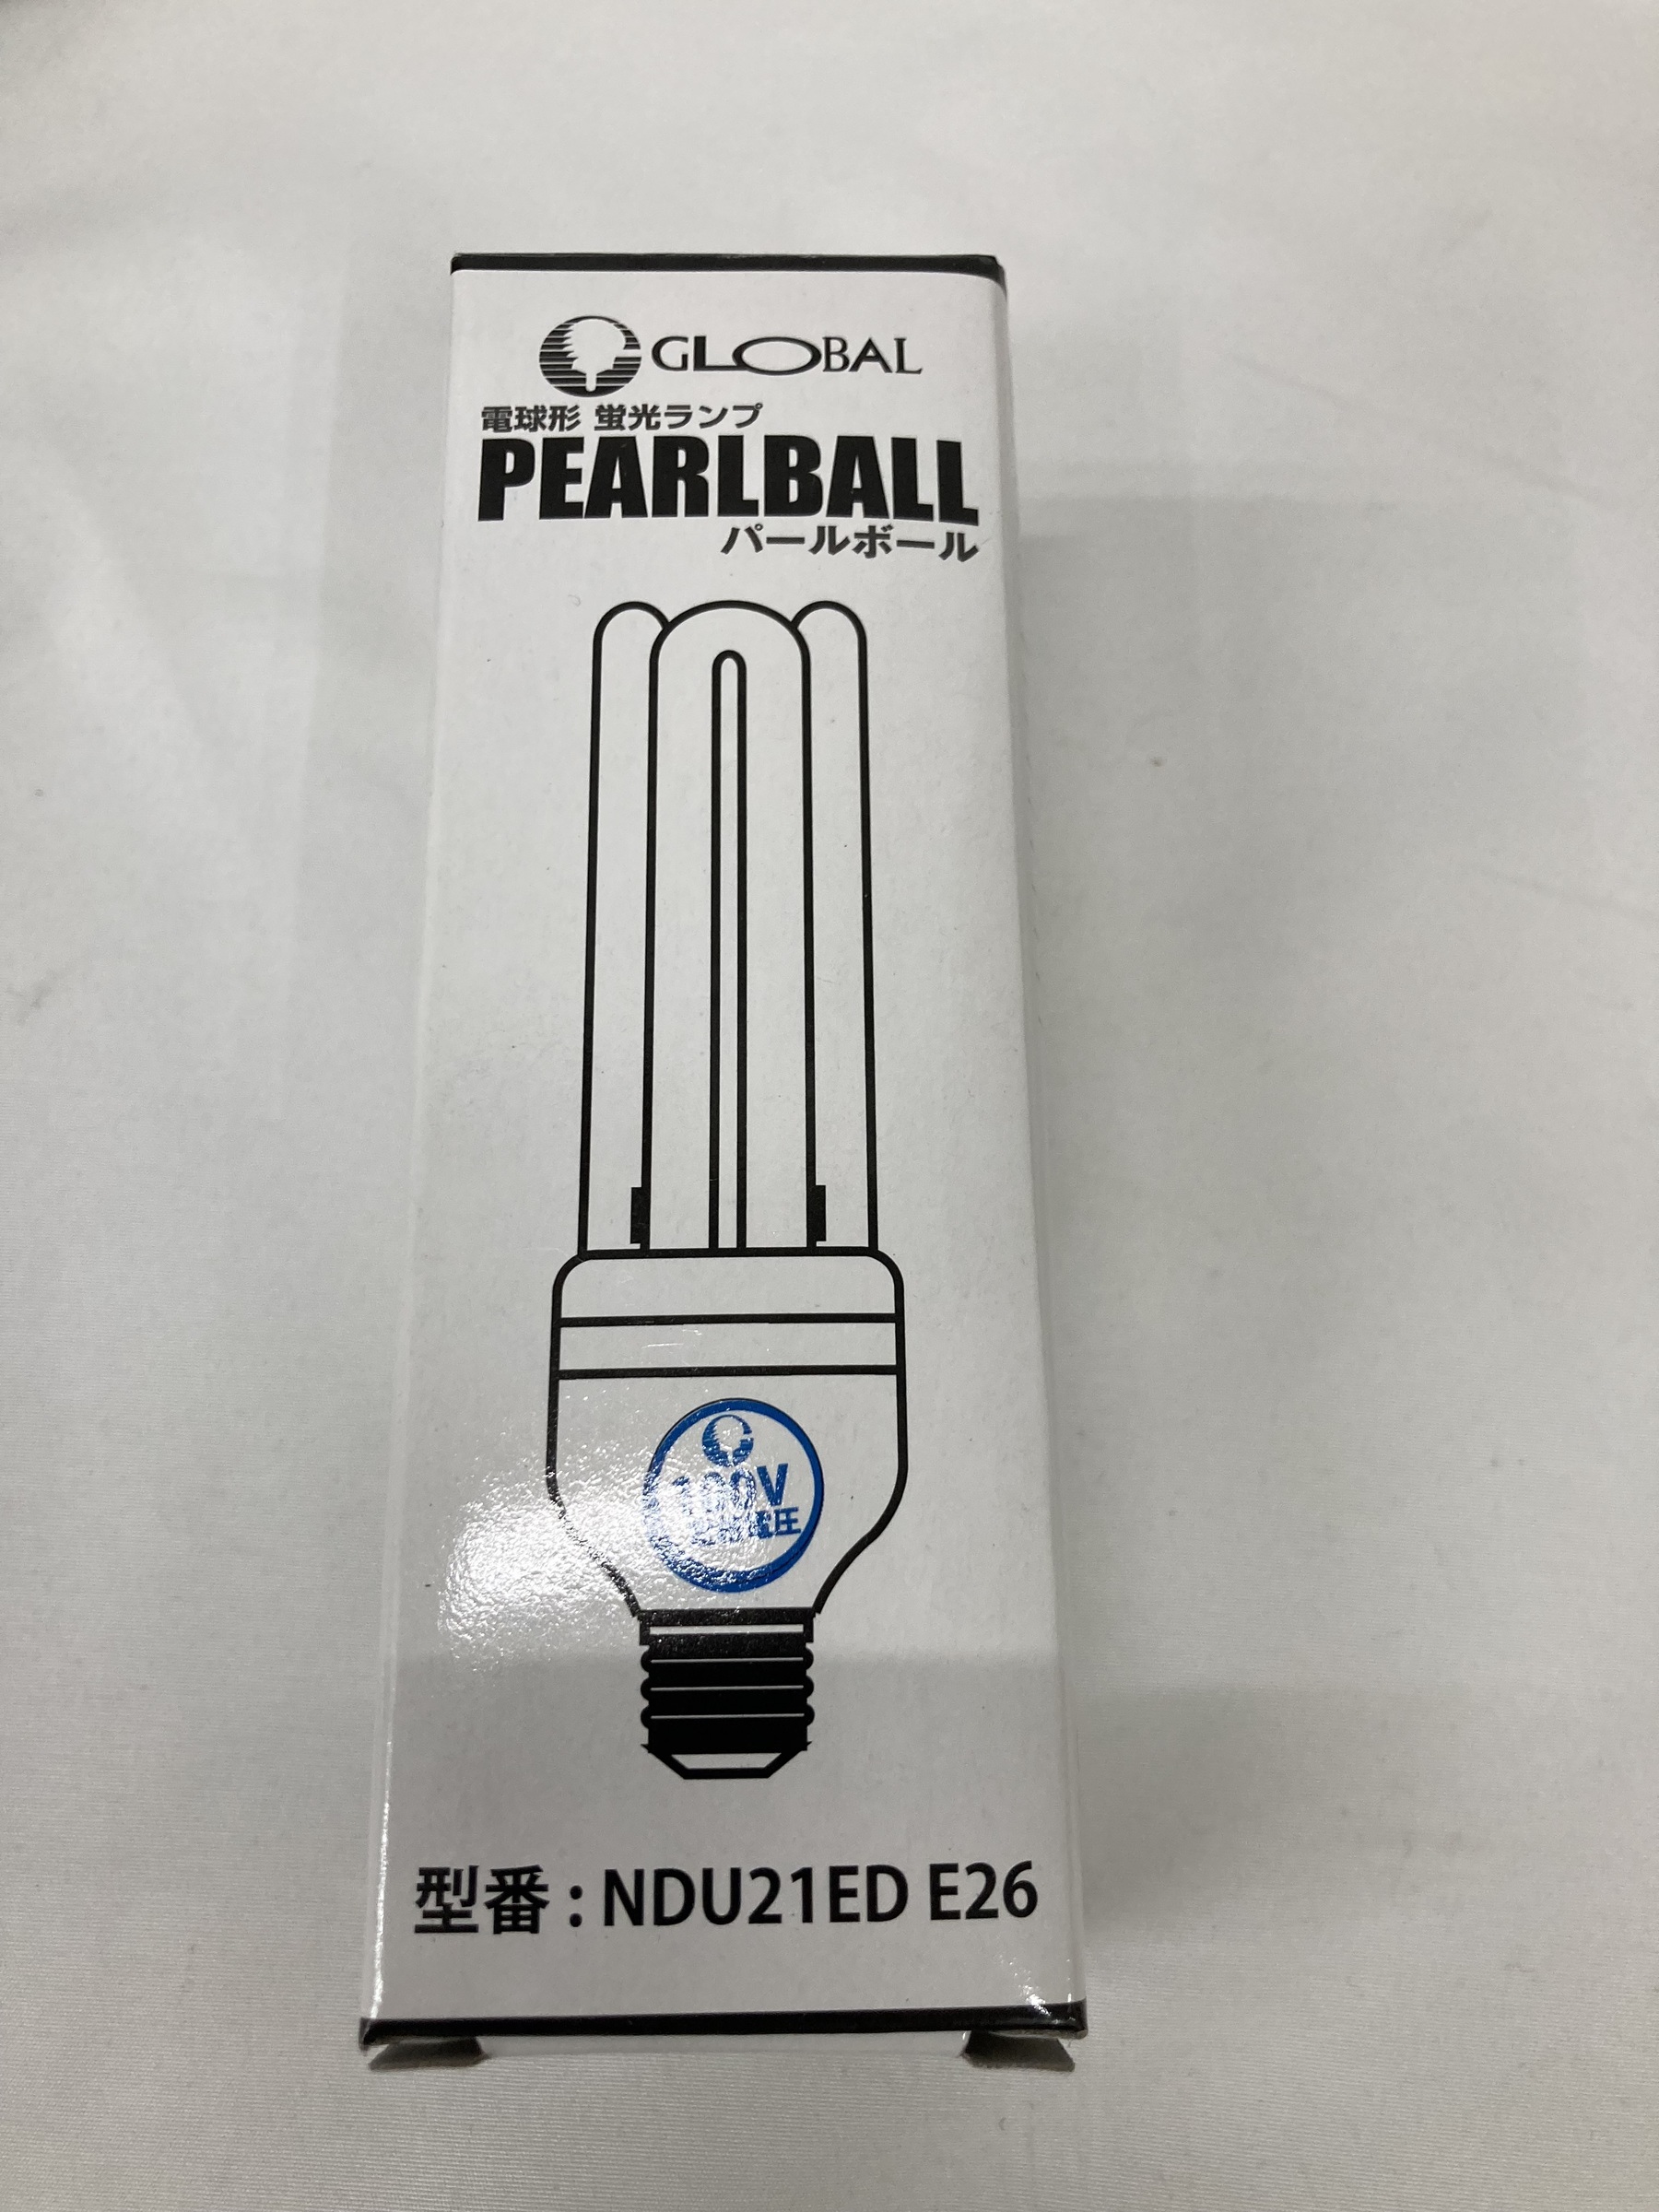 GLOBAL
電球形 蛍光ランプ
PEARLBALL
パールボール
100V
型番 : NDU21ED E26